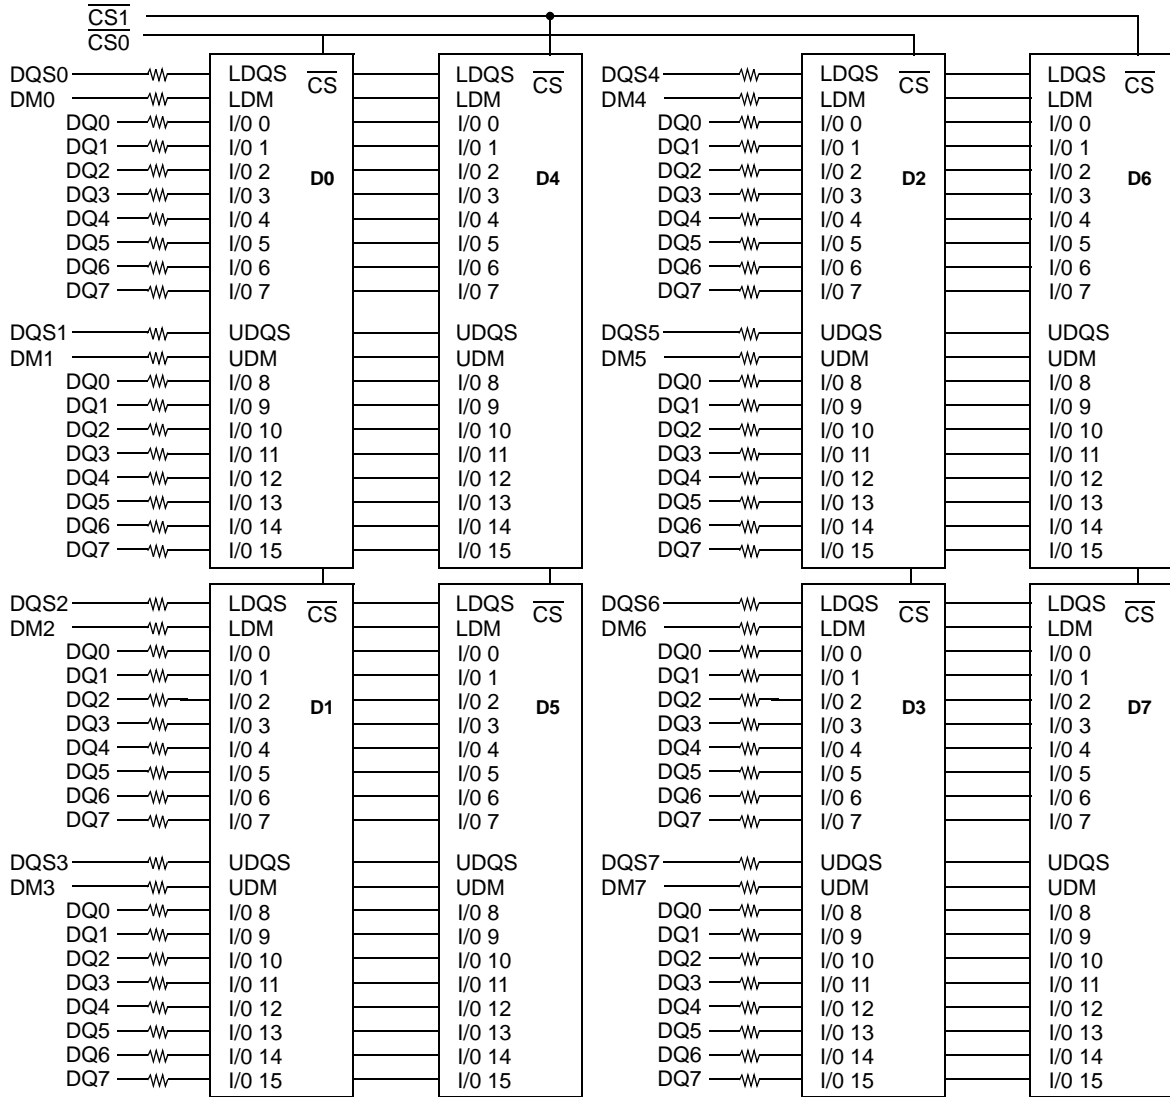 CS1
CS0
DQS0 LDQS CS LDQS CS DQS4 LDQS CS LDQS CS
DM0 LDM LDM DM4 LDM LDM
DQ0 I/0 0 I/0 0 DQ0 I/0 0 I/0 0
DQ1 I/0 1 I/0 1 DQ1 I/0 1 I/0 1
DQ2 I/0 2 D0 I/0 2 D4 DQ2 I/0 2 D2 I/0 2 D6
DQ3 I/0 3 I/0 3 DQ3 I/0 3 I/0 3
DQ4 I/0 4 I/0 4 DQ4 I/0 4 I/0 4
DQ5 I/0 5 I/0 5 DQ5 I/0 5 I/0 5
DQ6 I/0 6 I/0 6 DQ6 I/0 6 I/0 6
DQ7 I/0 7 I/0 7 DQ7 I/0 7 I/0 7
DQS1 UDQS UDQS DQS5 UDQS UDQS
DM1 UDM UDM DM5 UDM UDM
DQ0 I/0 8 I/0 8 DQ0 I/0 8 I/0 8
DQ1 I/0 9 I/0 9 DQ1 I/0 9 I/0 9
DQ2 I/0 10 I/0 10 DQ2 I/0 10 I/0 10
DQ3 I/0 11 I/0 11 DQ3 I/0 11 I/0 11
DQ4 I/0 12 I/0 12 DQ4 I/0 12 I/0 12
DQ5 I/0 13 I/0 13 DQ5 I/0 13 I/0 13
DQ6 I/0 14 I/0 14 DQ6 I/0 14 I/0 14
DQ7 I/0 15 I/0 15 DQ7 I/0 15 I/0 15
DQS2 LDQS CS LDQS CS DQS6 LDQS CS LDQS CS
DM2 LDM LDM DM6 LDM LDM
DQ0 I/0 0 I/0 0 DQ0 I/0 0 I/0 0
DQ1 I/0 1 I/0 1 DQ1 I/0 1 I/0 1
DQ2 I/0 2 D1 I/0 2 D5 DQ2 I/0 2 D3 I/0 2 D7
DQ3 I/0 3 I/0 3 DQ3 I/0 3 I/0 3
DQ4 I/0 4 I/0 4 DQ4 I/0 4 I/0 4
DQ5 I/0 5 I/0 5 DQ5 I/0 5 I/0 5
DQ6 I/0 6 I/0 6 DQ6 I/0 6 I/0 6
DQ7 I/0 7 I/0 7 DQ7 I/0 7 I/0 7
DQS3 UDQS UDQS DQS7 UDQS UDQS
DM3 UDM UDM DM7 UDM UDM
DQ0 I/0 8 I/0 8 DQ0 I/0 8 I/0 8
DQ1 I/0 9 I/0 9 DQ1 I/0 9 I/0 9
DQ2 I/0 10 I/0 10 DQ2 I/0 10 I/0 10
DQ3 I/0 11 I/0 11 DQ3 I/0 11 I/0 11
DQ4 I/0 12 I/0 12 DQ4 I/0 12 I/0 12
DQ5 I/0 13 I/0 13 DQ5 I/0 13 I/0 13
DQ6 I/0 14 I/0 14 DQ6 I/0 14 I/0 14
DQ7 I/0 15 I/0 15 DQ7 I/0 15 I/0 15